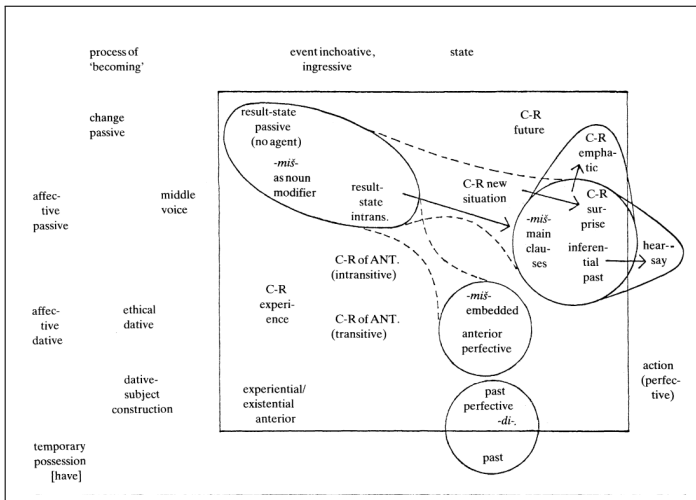 process of
'becoming'
event inchoative,
ingressive
state
change
passive
result-state
passive
(no agent)
-miš-
as noun
modifier
result-
state
intrans.
C-R
future
C-R
empha-
tic
C-R new
situation
C-R
sur-
prise
-miš-
main
clau-
ses
inferen-
tial
past
hear--
say
affec-
tive
passive
middle
voice
C-R of ANT.
(intransitive)
C-R
experi-
ence
C-R of ANT.
(transitive)
-miš-
embedded
anterior
perfective
affec-
tive
dative
ethical
dative
action
(perfec-
tive)
dative-
subject
construction
experiential/
existential
anterior
past
perfective
-di-.
past
temporary
possession
[have]